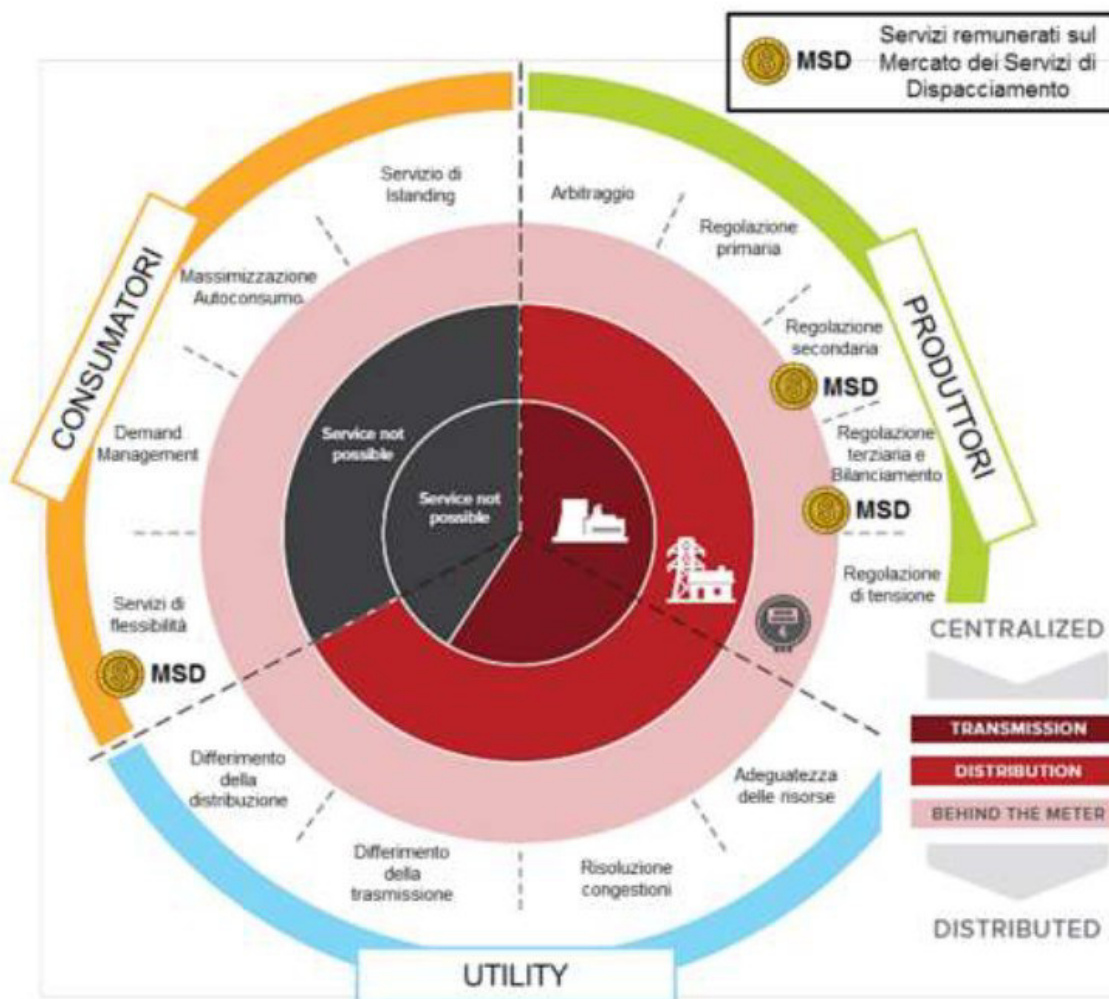 MSD
Servizi remunerati sul
Mercato dei Servizi di
Dispacciamento
Servizio di
Islanding
Arbitraggio
Regolazione
primaria
Massimizzazione
Autoconsumo
Regolazione
secondaria
MSD
CONSUMATORI
PRODUTTORI
Demand
Management
Service not
possible
Regolazione
terziaria e
Bilanciamento
MSD
Service not
possible
Servizi di
flessibilità
MSD
Regolazione
di tensione
CENTRALIZED
TRANSMISSION
DISTRIBUTION
BEHIND THE METER
DISTRIBUTED
Differimento
della
distribuzione
Adeguatezza
delle risorse
Differimento
della
trasmissione
Risoluzione
congestioni
UTILITY